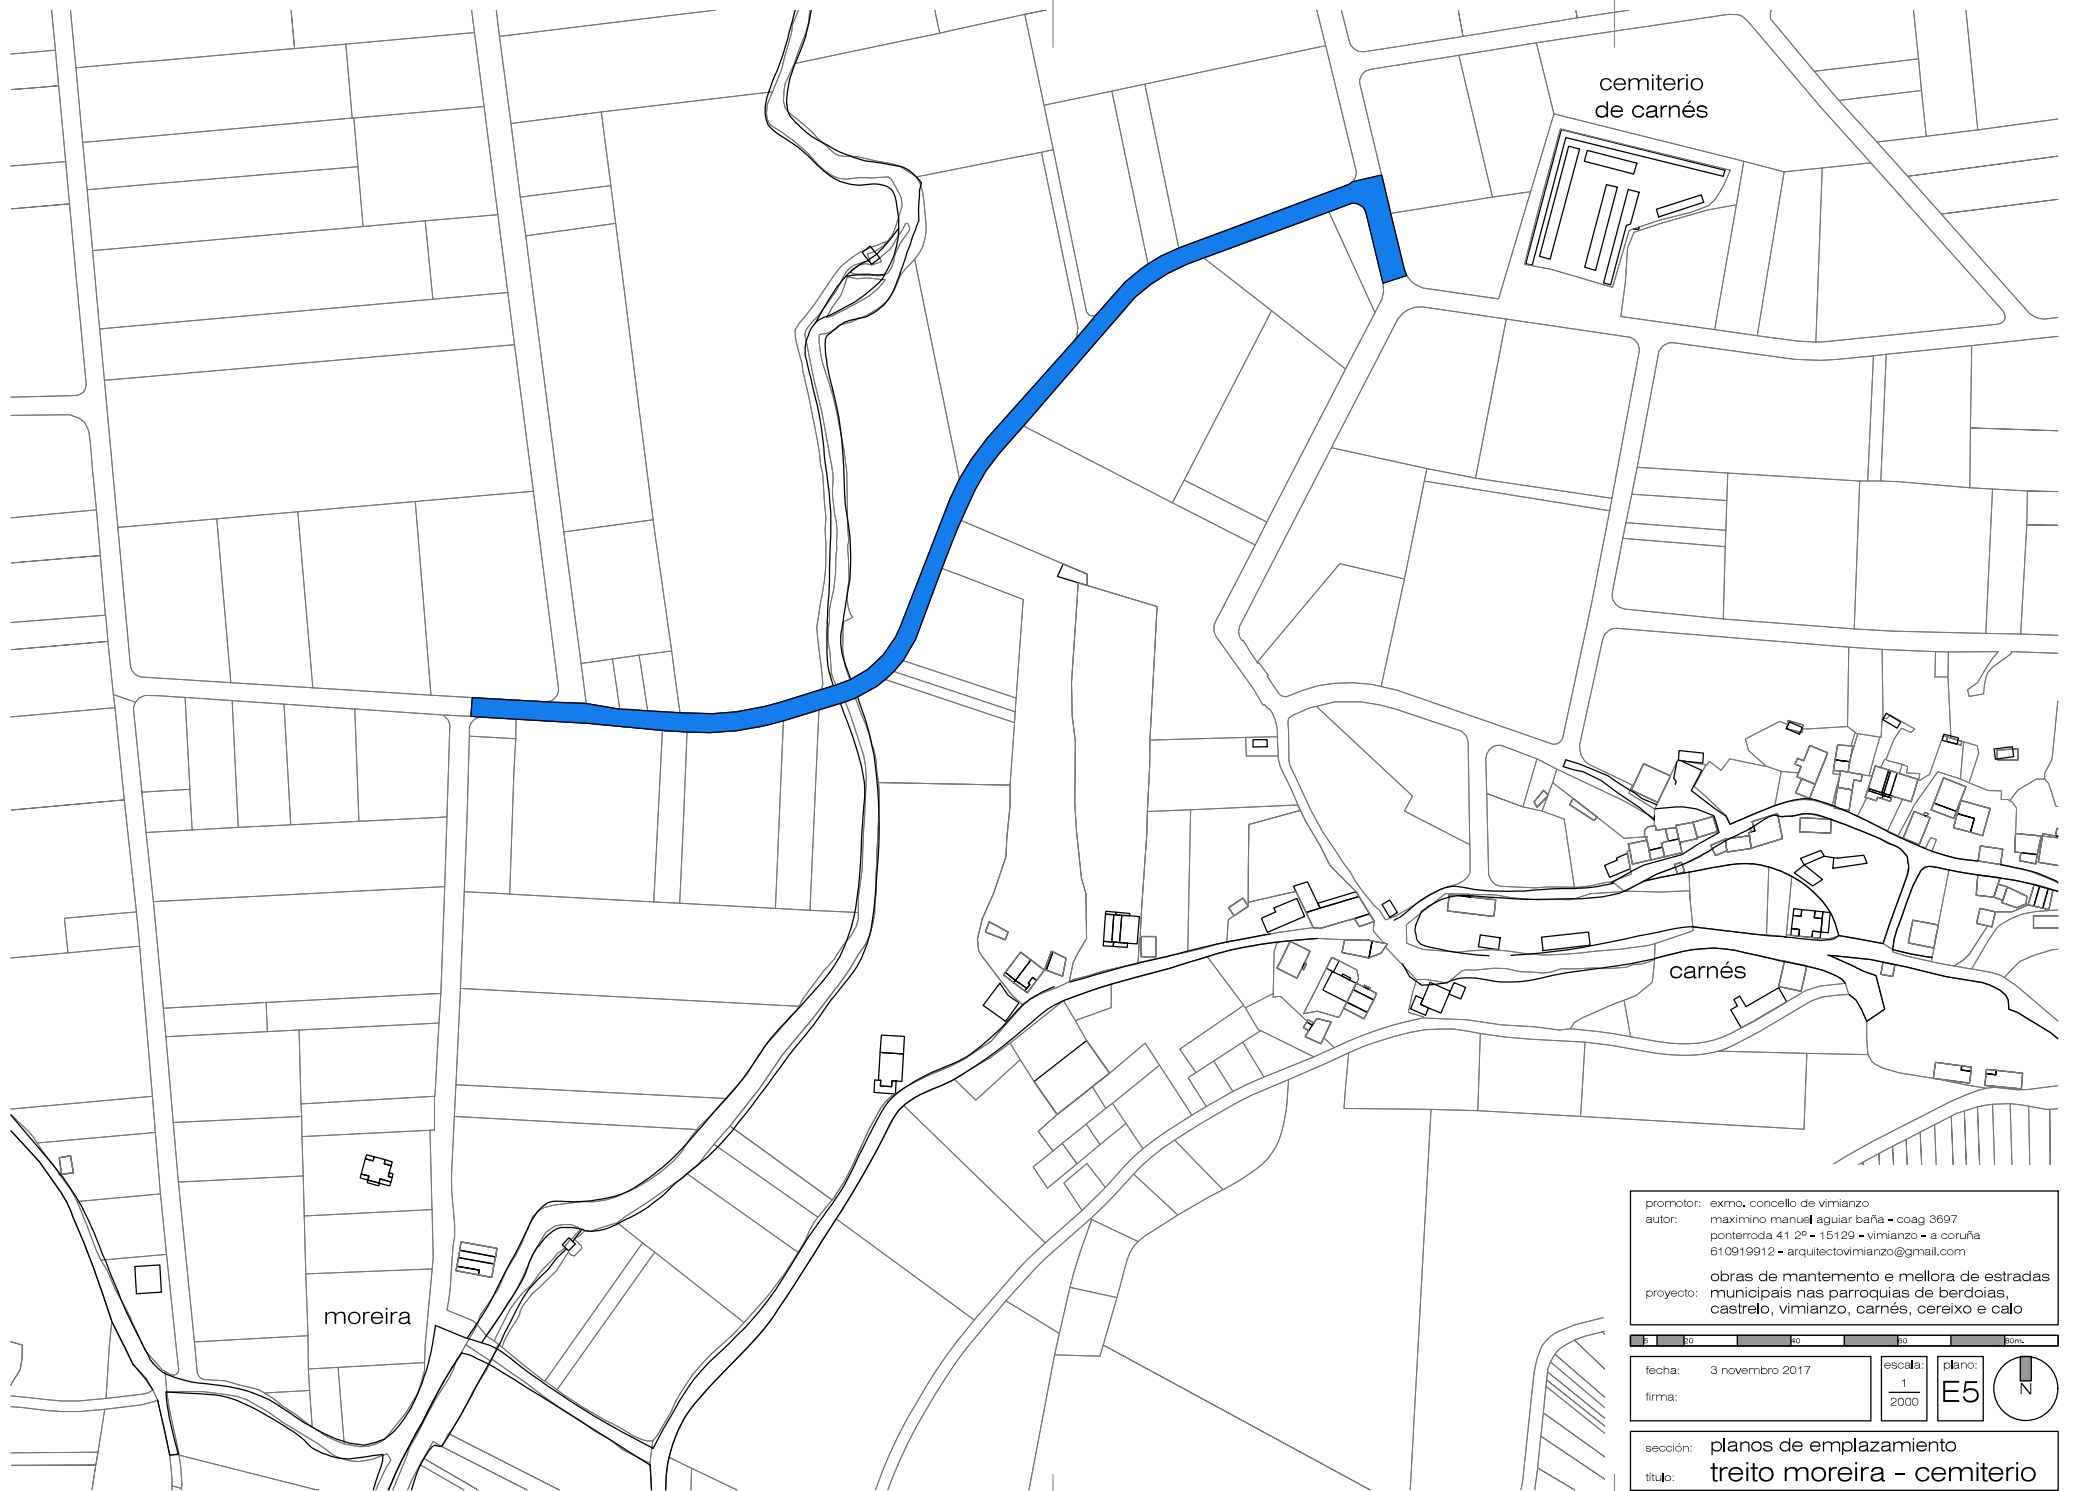 cemiterio
de carnés
carnés
moreira
promotor: exmo. concello de vimianzo
autor: maximino manuel aguiar baña - coag 3697
ponterroda 41 2º - 15129 - vimianzo - a coruña
610919912 - arquitectovimianzo@gmail.com
proyecto: obras de mantemento e mellora de estradas
municipais nas parroquias de berdoias,
castrelo, vimianzo, carnés, cereixo e calo
5 20 40 60 80m.
fecha: 3 novembro 2017
firma:
escala:
1
2000
plano:
E5
N
sección: planos de emplazamiento
título: treito moreira - cemiterio